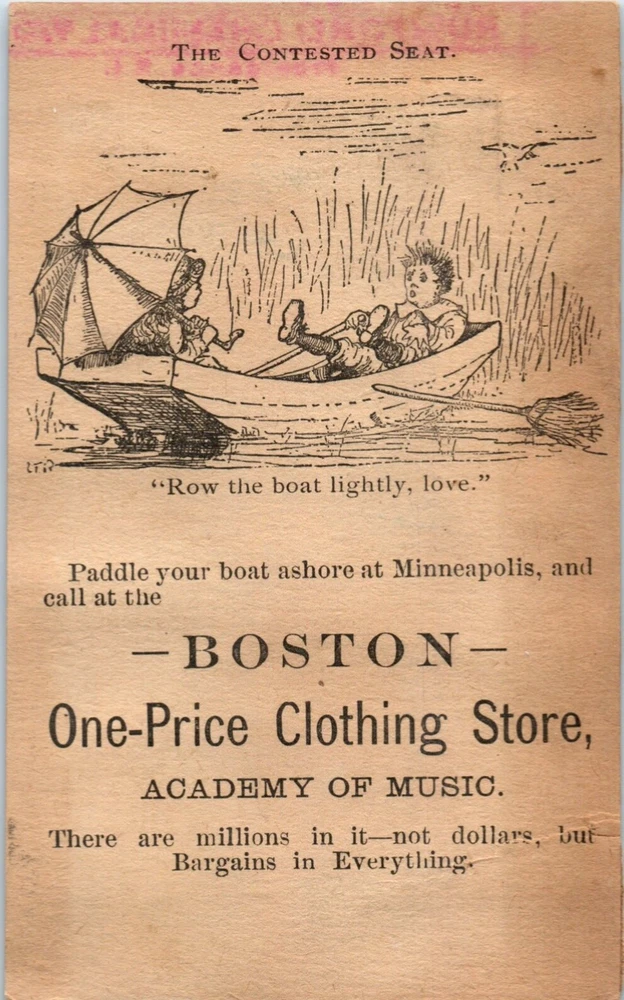 THE CONTESTED SEAT.
"Row the boat lightly, love."
Paddle your boat ashore at Minneapolis, and
call at the
—BOSTON—
One-Price Clothing Store,
ACADEMY OF MUSIC.
There are millions in it—not dollars, but
Bargains in Everything.